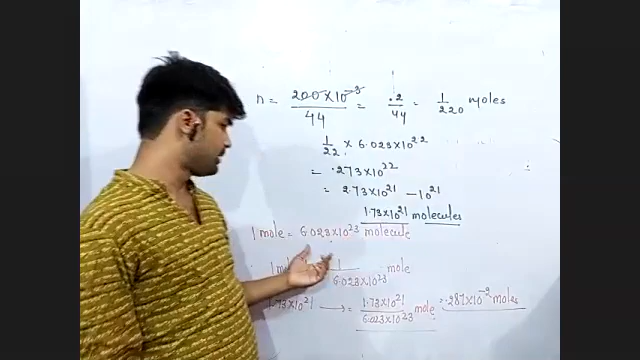 n = 200×10⁻³ / 44 = .2 / 44 = 1 / 220 moles
1/22 × 6.023×10²²
= .273×10²²
= 2.73×10²¹ – 10²¹
1.73×10²¹ molecules
1 mole = 6.023×10²³ molecule
1 1 / 6.023×10²³ mole
1.73×10²¹ → = 1.73×10²¹ / 6.023×10²³ mole = .287×10⁻² moles